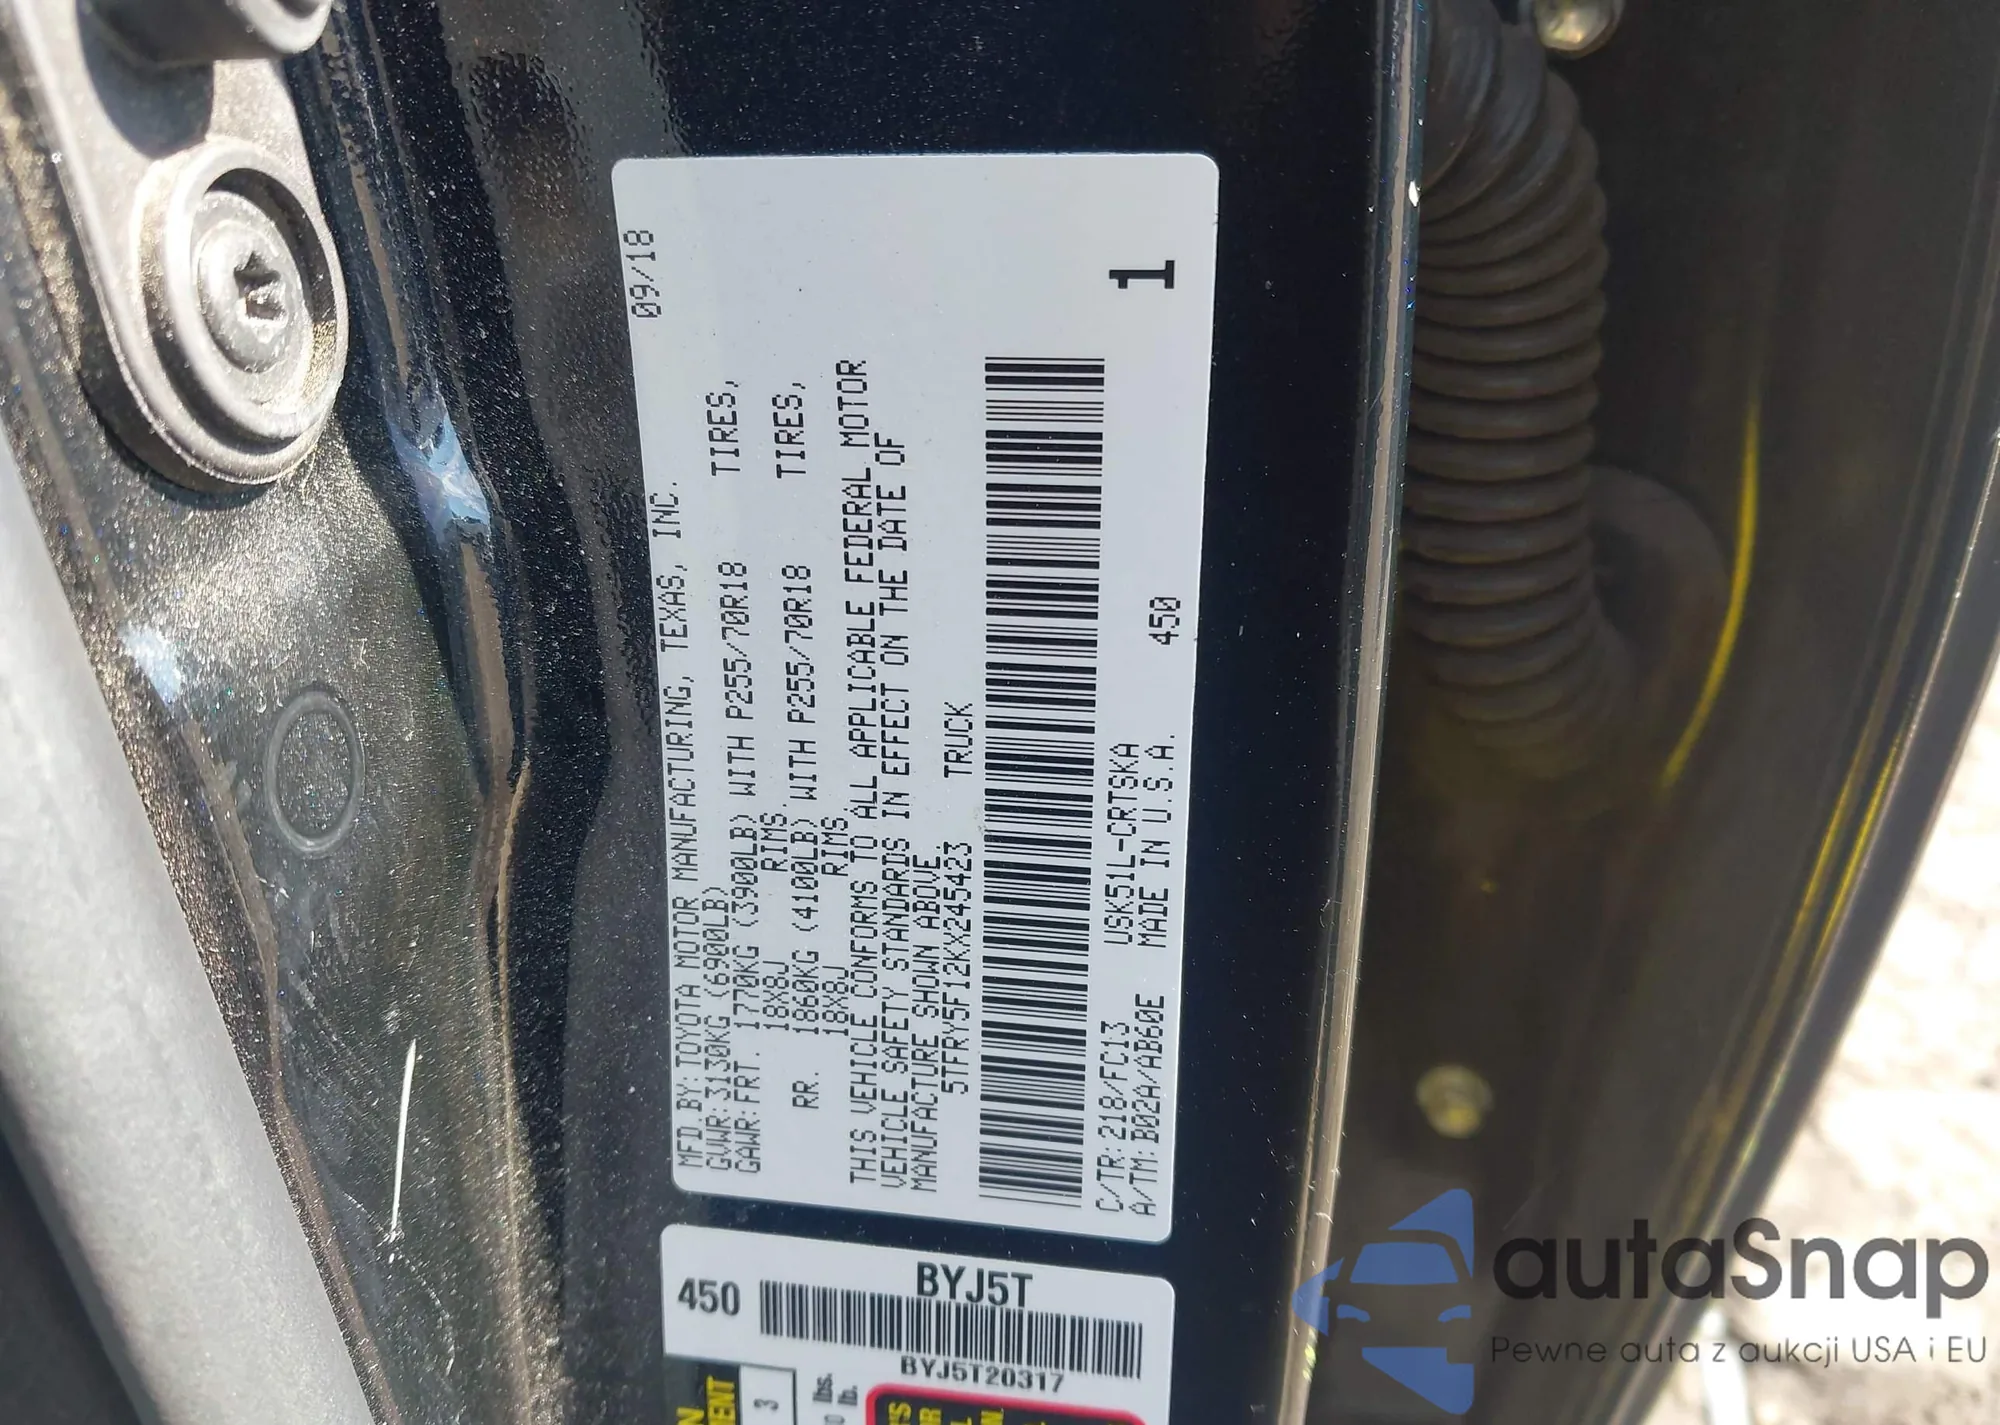 MFD.BY:TOYOTA MOTOR MANUFACTURING, TEXAS, INC. 09/18
GVWR:3130KG (6900LB)
GAWR:FRT. 1770KG (3900LB) WITH P255/70R18 TIRES,
18X8J RIMS,
RR. 1860KG (4100LB) WITH P255/70R18 TIRES,
18X8J RIMS
THIS VEHICLE CONFORMS TO ALL APPLICABLE FEDERAL MOTOR
VEHICLE SAFETY STANDARDS IN EFFECT ON THE DATE OF
MANUFACTURE SHOWN ABOVE.
5TFRY5F12KX245423 TRUCK
1
C/TR:218/FC13 USK51L-CRTSKA 450
A/TM:B02A/AB60E MADE IN U.S.A.
450
BYJ5T
BYJ5T20317
3
lbs.
lb.
autaSnap
Pewne auta z aukcji USA i EU